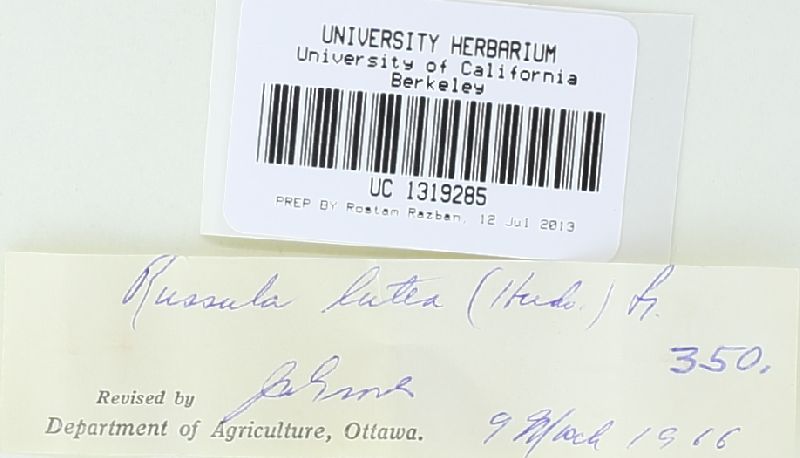 UNIVERSITY HERBARIUM
University of California
Berkeley
UC 1319285
PREP BY Rostam Razban, 12 Jul 2013
Russula lutea (Huds.) Fr.
350.
Revised by
Department of Agriculture, Ottawa.
9 March 1966